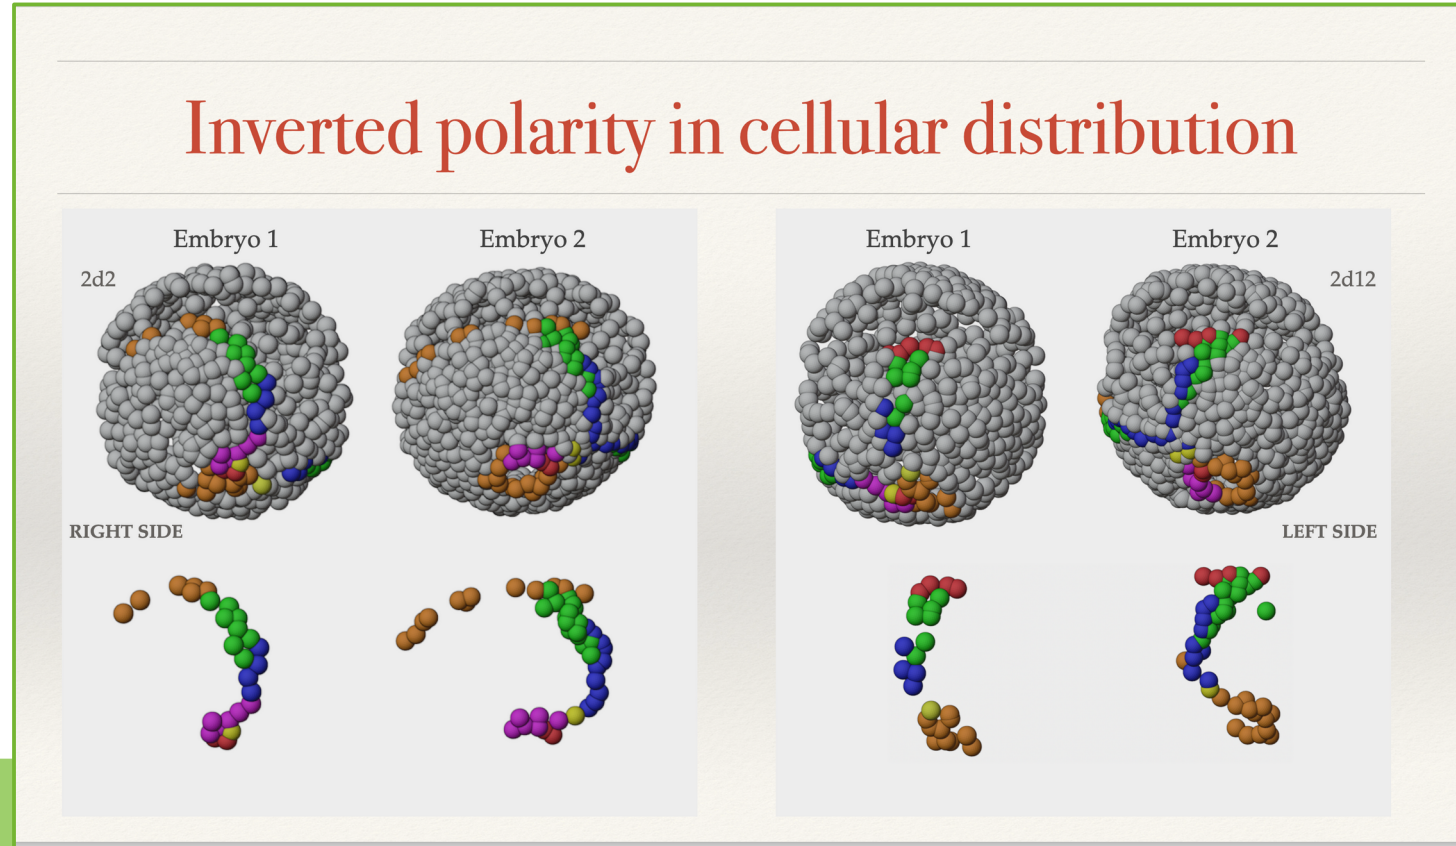 Inverted polarity in cellular distribution
Embryo 1
Embryo 2
2d2
RIGHT SIDE
Embryo 1
Embryo 2
2d12
LEFT SIDE